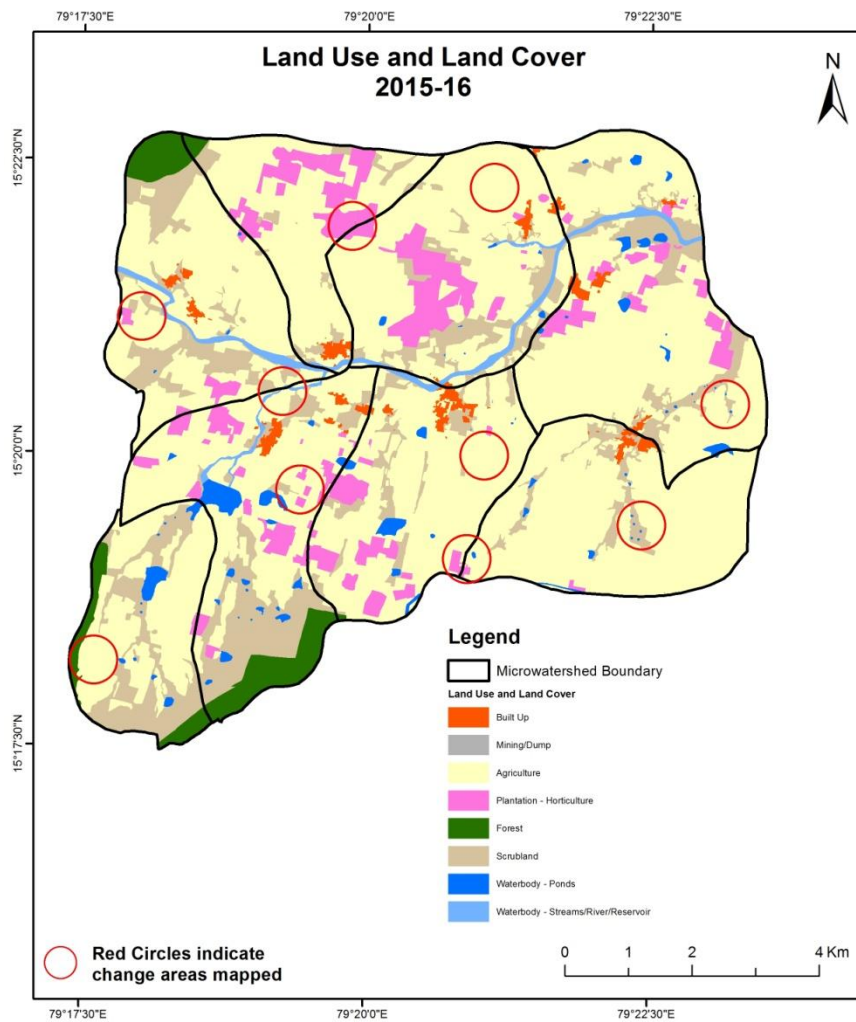 79°17'30"E 79°20'0"E 79°22'30"E
Land Use and Land Cover
2015-16
N
15°22'30"N
15°20'0"N
15°17'30"N
Legend
Microwatershed Boundary
Land Use and Land Cover
Built Up
Mining/Dump
Agriculture
Plantation - Horticulture
Forest
Scrubland
Waterbody - Ponds
Waterbody - Streams/River/Reservoir
Red Circles indicate
change areas mapped
0 1 2 4 Km
79°17'30"E 79°20'0"E 79°22'30"E